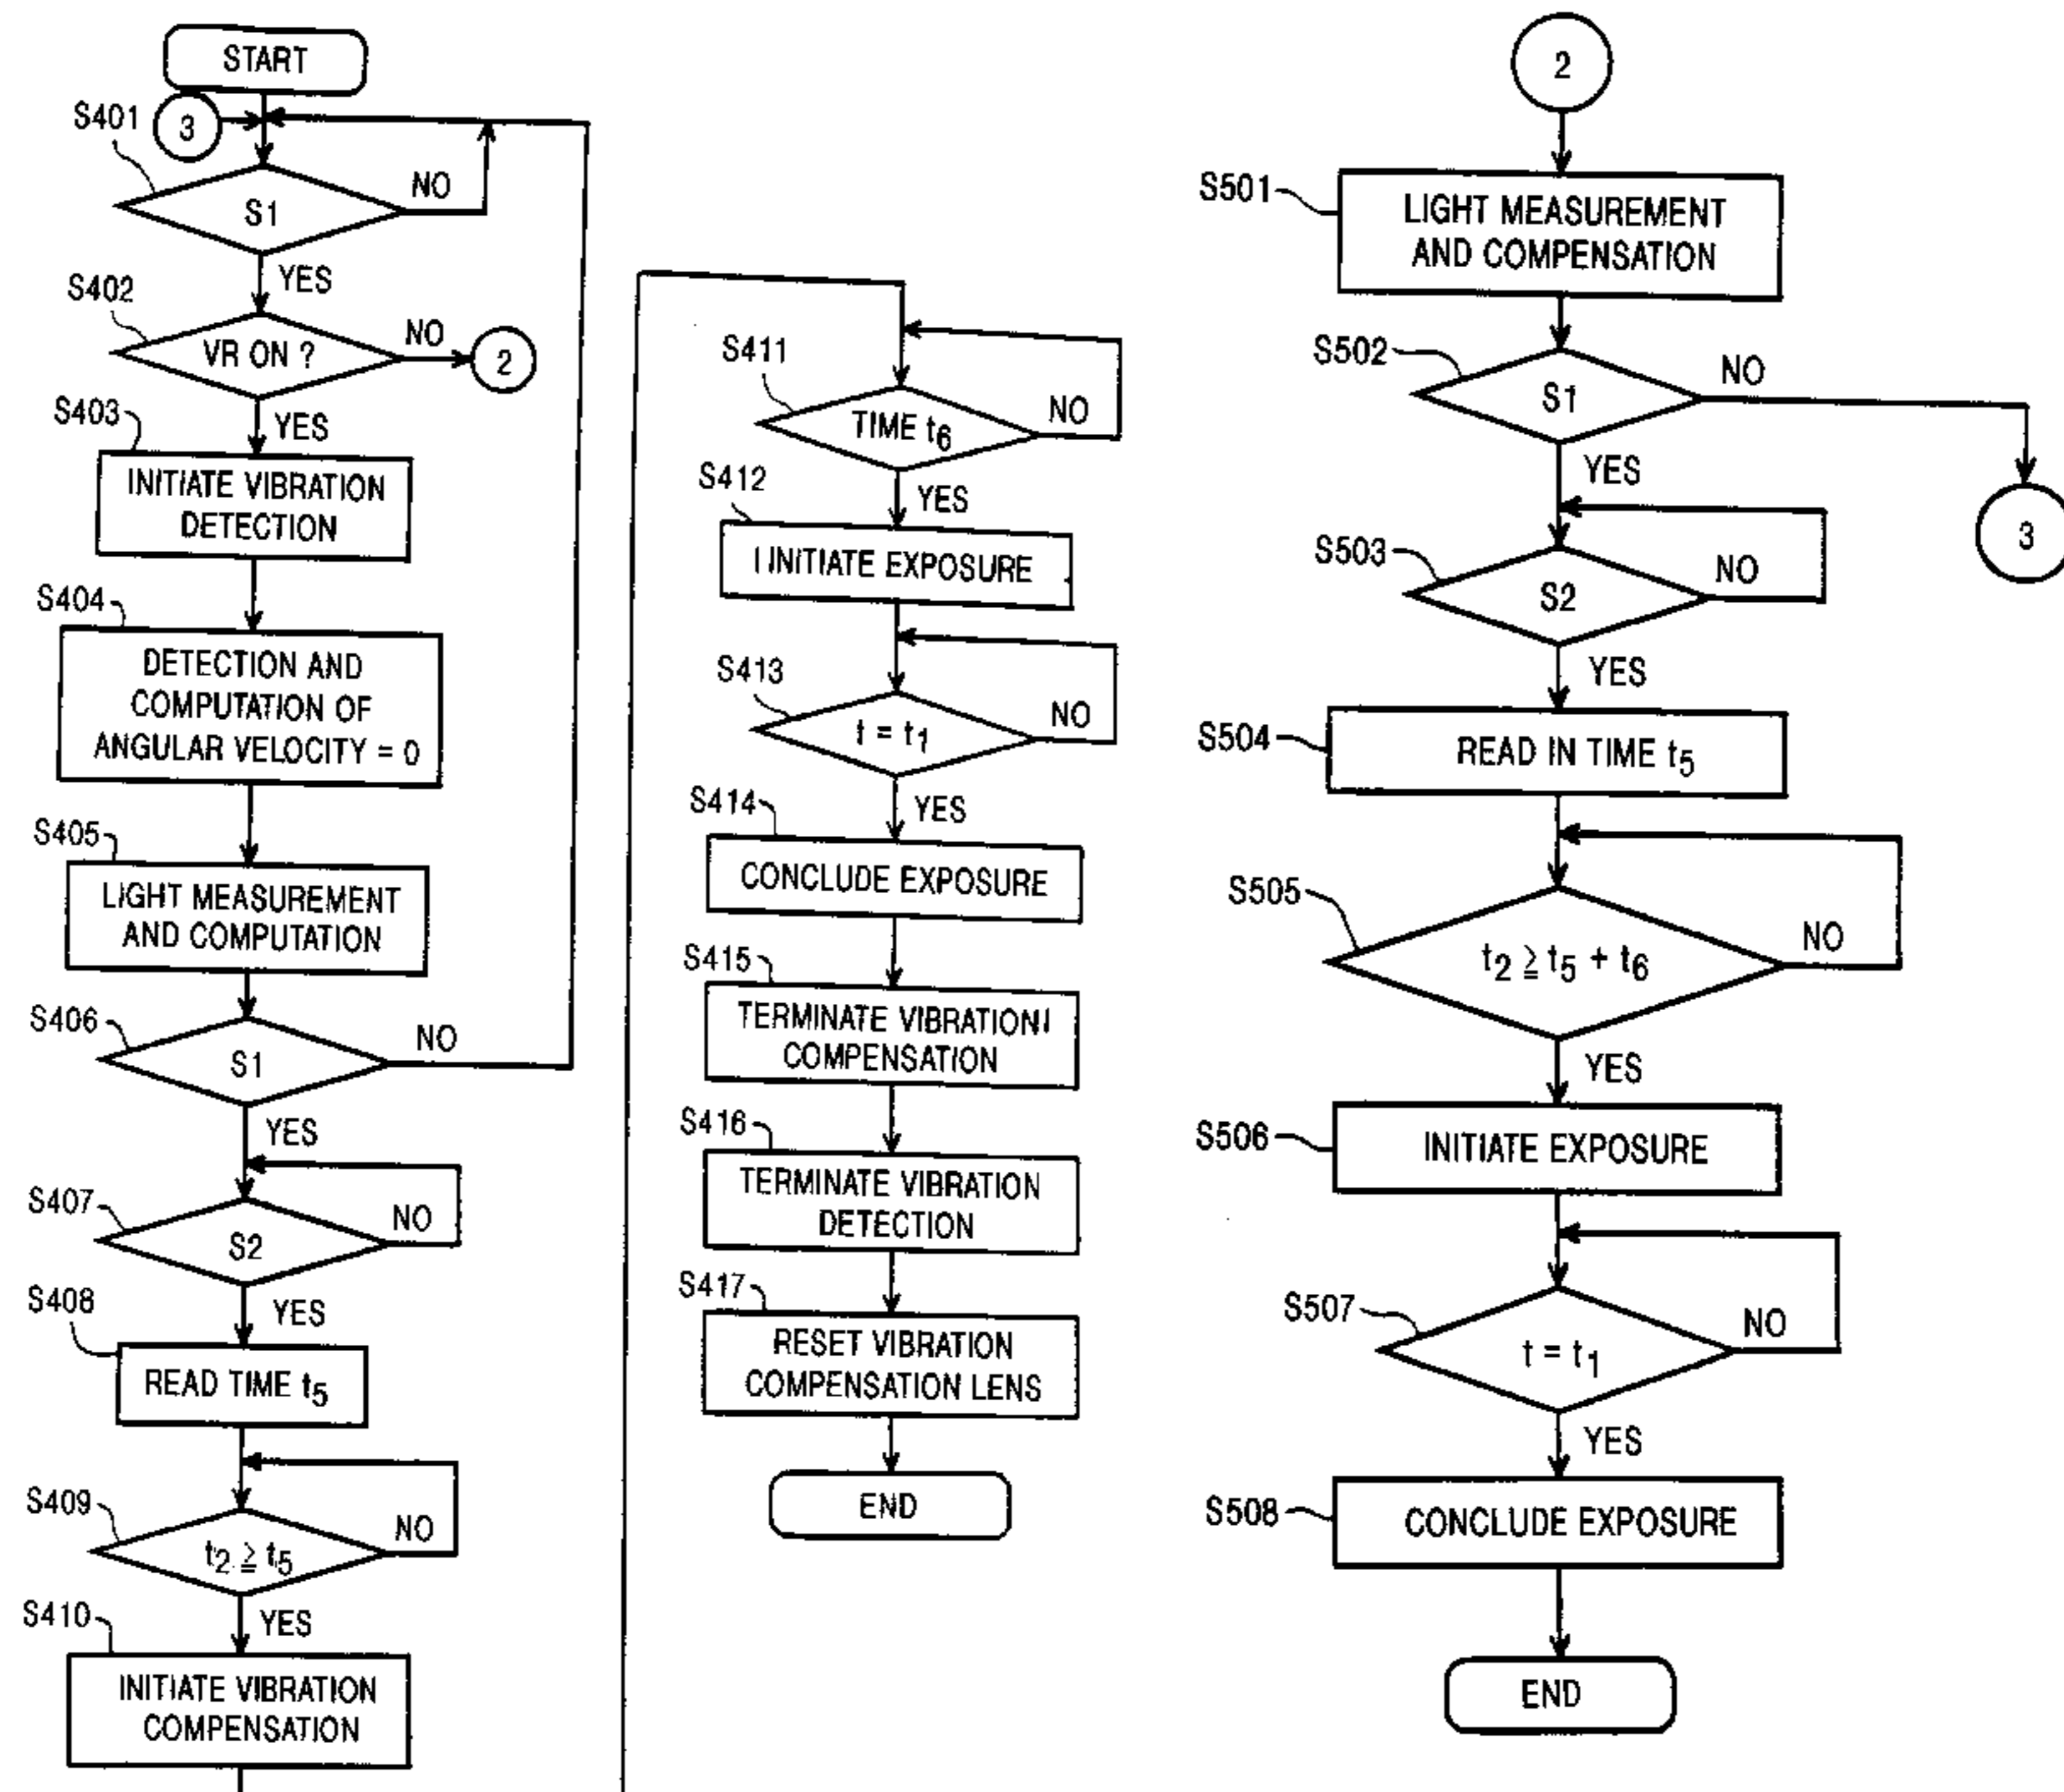 START
3
S401
S1
NO
YES
S402
VR ON ?
NO
2
YES
S403
INITIATE VIBRATION
DETECTION
S404
DETECTION AND
COMPUTATION OF
ANGULAR VELOCITY = 0
S405
LIGHT MEASUREMENT
AND COMPUTATION
S406
S1
NO
YES
S407
S2
NO
YES
S408
READ TIME t5
S409
t2 ≧ t5
NO
YES
S410
INITIATE VIBRATION
COMPENSATION
S411
TIME t6
NO
YES
S412
INITIATE EXPOSURE
S413
t = t1
NO
YES
S414
CONCLUDE EXPOSURE
S415
TERMINATE VIBRATION
COMPENSATION
S416
TERMINATE VIBRATION
DETECTION
S417
RESET VIBRATION
COMPENSATION LENS
END
2
S501
LIGHT MEASUREMENT
AND COMPENSATION
S502
S1
NO
YES
3
S503
S2
NO
YES
S504
READ IN TIME t5
S505
t2 ≧ t5 + t6
NO
YES
S506
INITIATE EXPOSURE
S507
t = t1
NO
YES
S508
CONCLUDE EXPOSURE
END